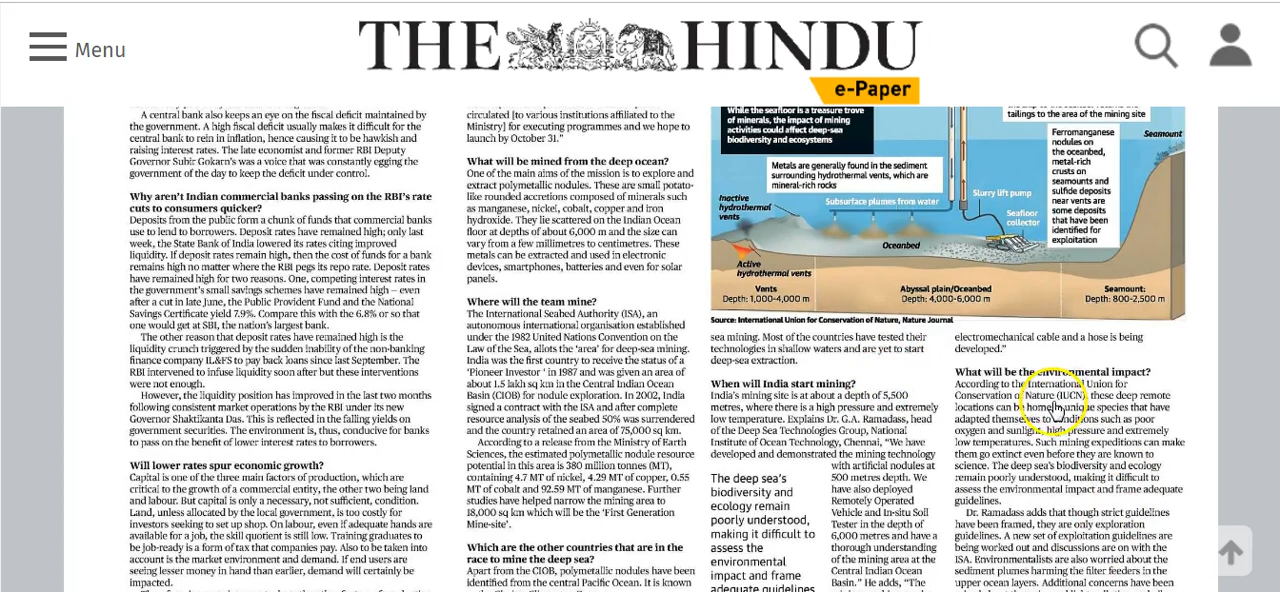 Menu
THE HINDU
e-Paper
A central bank also keeps an eye on the fiscal deficit maintained by
the government. A high fiscal deficit usually makes it difficult for the
central bank to rein in inflation, hence causing it to be hawkish and
raising interest rates. The late economist and former RBI Deputy
Governor Subir Gokarn's was a voice that was constantly egging the
government of the day to keep the deficit under control.
Why aren't Indian commercial banks passing on the RBI's rate
cuts to consumers quicker?
Deposits from the public form a chunk of funds that commercial banks
use to lend to borrowers. Deposit rates have remained high; only last
week, the State Bank of India lowered its rates citing improved
liquidity. If deposit rates remain high, then the cost of funds for a bank
remains high no matter where the RBI pegs its repo rate. Deposit rates
have remained high for two reasons. One, competing interest rates in
the government's small savings schemes have remained high — even
after a cut in late June, the Public Provident Fund and the National
Savings Certificate yield 7.9%. Compare this with the 6.8% or so that
one would get at SBI, the nation's largest bank.
The other reason that deposit rates have remained high is the
liquidity crunch triggered by the sudden inability of the non-banking
finance company IL&FS to pay back loans since last September. The
RBI intervened to infuse liquidity soon after but these interventions
were not enough.
However, the liquidity position has improved in the last two months
following consistent market operations by the RBI under its new
Governor Shaktikanta Das. This is reflected in the falling yields on
government securities. The environment is, thus, conducive for banks
to pass on the benefit of lower interest rates to borrowers.
Will lower rates spur economic growth?
Capital is one of the three main factors of production, which are
critical to the growth of a commercial entity, the other two being land
and labour. But capital is only a necessary, not sufficient, condition.
Land, unless allocated by the local government, is too costly for
investors seeking to set up shop. On labour, even if adequate hands are
available for a job, the skill quotient is still low. Training graduates to
be job-ready is a form of tax that companies pay. Also to be taken into
account is the market environment and demand. If end users are
seeing lesser money in hand than earlier, demand will certainly be
impacted.
circulated [to various institutions affiliated to the
Ministry] for executing programmes and we hope to
launch by October 31."
What will be mined from the deep ocean?
One of the main aims of the mission is to explore and
extract polymetallic nodules. These are small potato-
like rounded accretions composed of minerals such
as manganese, nickel, cobalt, copper and iron
hydroxide. They lie scattered on the Indian Ocean
floor at depths of about 6,000 m and the size can
vary from a few millimetres to centimetres. These
metals can be extracted and used in electronic
devices, smartphones, batteries and even for solar
panels.
Where will the team mine?
The International Seabed Authority (ISA), an
autonomous international organisation established
under the 1982 United Nations Convention on the
Law of the Sea, allots the 'area' for deep-sea mining.
India was the first country to receive the status of a
'Pioneer Investor ' in 1987 and was given an area of
about 1.5 lakh sq km in the Central Indian Ocean
Basin (CIOB) for nodule exploration. In 2002, India
signed a contract with the ISA and after complete
resource analysis of the seabed 50% was surrendered
and the country retained an area of 75,000 sq km.
According to a release from the Ministry of Earth
Sciences, the estimated polymetallic nodule resource
potential in this area is 380 million tonnes (MT),
containing 4.7 MT of nickel, 4.29 MT of copper, 0.55
MT of cobalt and 92.59 MT of manganese. Further
studies have helped narrow the mining area to
18,000 sq km which will be the 'First Generation
Mine-site'.
Which are the other countries that are in the
race to mine the deep sea?
Apart from the CIOB, polymetallic nodules have been
identified from the central Pacific Ocean. It is known
While the seafloor is a treasure trove
of minerals, the impact of mining
activities could affect deep-sea
biodiversity and ecosystems
tailings to the area of the mining site
Metals are generally found in the sediment
surrounding hydrothermal vents, which are
mineral-rich rocks
Ferromanganese
nodules on
the oceanbed,
metal-rich
crusts on
seamounts and
sulfide deposits
near vents are
some deposits
that have been
identified for
exploitation
Seamount
Inactive
hydrothermal
vents
Subsurface plumes from water
Slurry lift pump
Seafloor
collector
Oceanbed
Active
hydrothermal vents
Vents
Depth: 1,000-4,000 m
Abyssal plain/Oceanbed
Depth: 4,000-6,000 m
Seamount:
Depth: 800-2,500 m
Source: International Union for Conservation of Nature, Nature Journal
sea mining. Most of the countries have tested their
technologies in shallow waters and are yet to start
deep-sea extraction.
When will India start mining?
India's mining site is at about a depth of 5,500
metres, where there is a high pressure and extremely
low temperature. Explains Dr. G.A. Ramadass, head
of the Deep Sea Technologies Group, National
Institute of Ocean Technology, Chennai, "We have
developed and demonstrated the mining technology
with artificial nodules at
500 metres depth. We
have also deployed
Remotely Operated
Vehicle and In-situ Soil
Tester in the depth of
6,000 metres and have a
thorough understanding
of the mining area at the
Central Indian Ocean
Basin." He adds, "The
The deep sea's
biodiversity and
ecology remain
poorly understood,
making it difficult to
assess the
environmental
impact and frame
adequate guidelines
electromechanical cable and a hose is being
developed."
What will be the environmental impact?
According to the International Union for
Conservation of Nature (IUCN), these deep remote
locations can be home to unique species that have
adapted themselves to conditions such as poor
oxygen and sunlight, high pressure and extremely
low temperatures. Such mining expeditions can make
them go extinct even before they are known to
science. The deep sea's biodiversity and ecology
remain poorly understood, making it difficult to
assess the environmental impact and frame adequate
guidelines.
Dr. Ramadass adds that though strict guidelines
have been framed, they are only exploration
guidelines. A new set of exploitation guidelines are
being worked out and discussions are on with the
ISA. Environmentalists are also worried about the
sediment plumes harming the filter feeders in the
upper ocean layers. Additional concerns have been